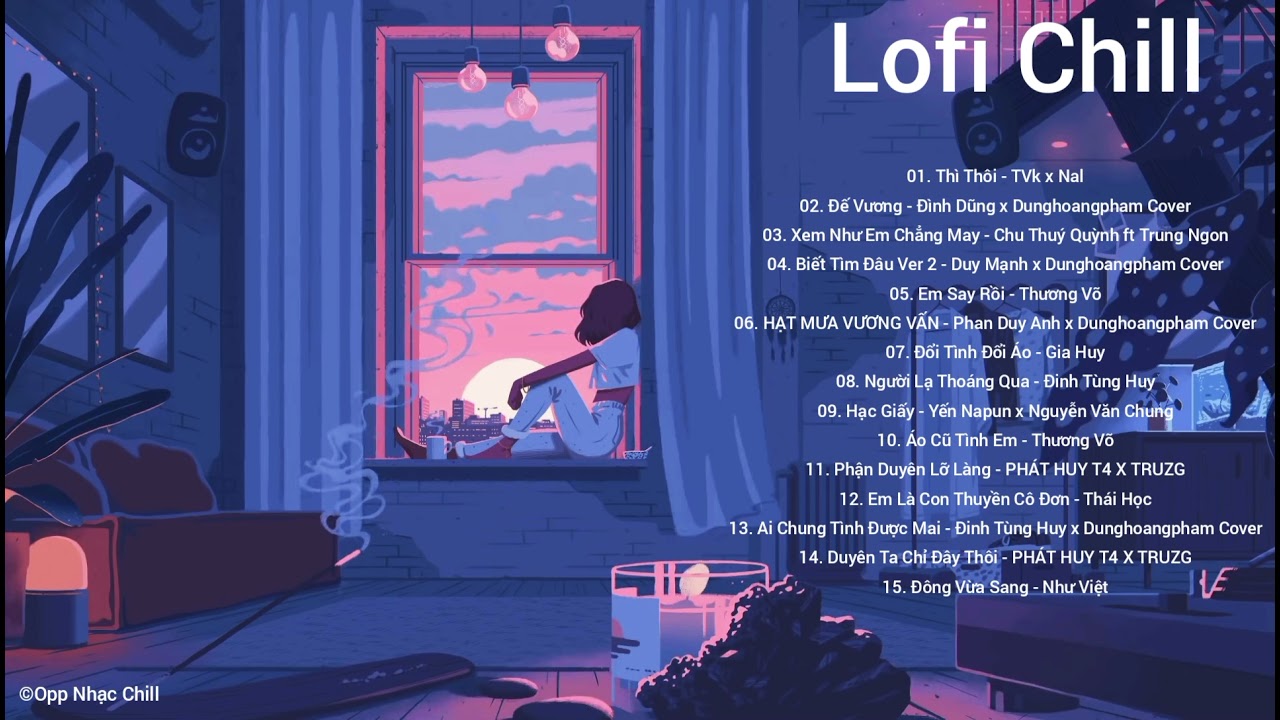 Lofi Chill
01. Thì Thôi - TVk x Nal
02. Đế Vương - Đình Dũng x Dunghoangpham Cover
03. Xem Như Em Chẳng May - Chu Thuý Quỳnh ft Trung Ngon
04. Biết Tìm Đâu Ver 2 - Duy Mạnh x Dunghoangpham Cover
05. Em Say Rồi - Thương Võ
06. HẠT MƯA VƯƠNG VẤN - Phan Duy Anh x Dunghoangpham Cover
07. Đổi Tình Đổi Áo - Gia Huy
08. Người Lạ Thoáng Qua - Đinh Tùng Huy
09. Hạc Giấy - Yến Napun x Nguyễn Văn Chung
10. Áo Cũ Tình Em - Thương Võ
11. Phận Duyên Lỡ Làng - PHÁT HUY T4 X TRUZG
12. Em Là Con Thuyền Cô Đơn - Thái Học
13. Ai Chung Tình Được Mai - Đinh Tùng Huy x Dunghoangpham Cover
14. Duyên Ta Chỉ Đây Thôi - PHÁT HUY T4 X TRUZG
15. Đông Vừa Sang - Như Việt
©Opp Nhạc Chill